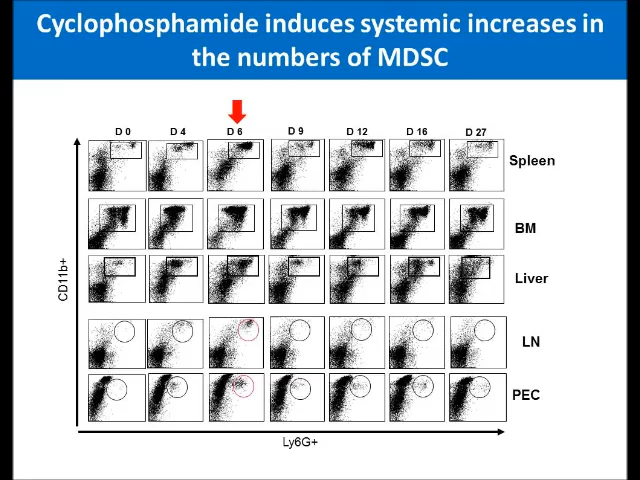 Cyclophosphamide induces systemic increases in
the numbers of MDSC
D 0 D 4 D 6 D 9 D 12 D 16 D 27
Spleen
BM
Liver
LN
PEC
CD11b+
Ly6G+